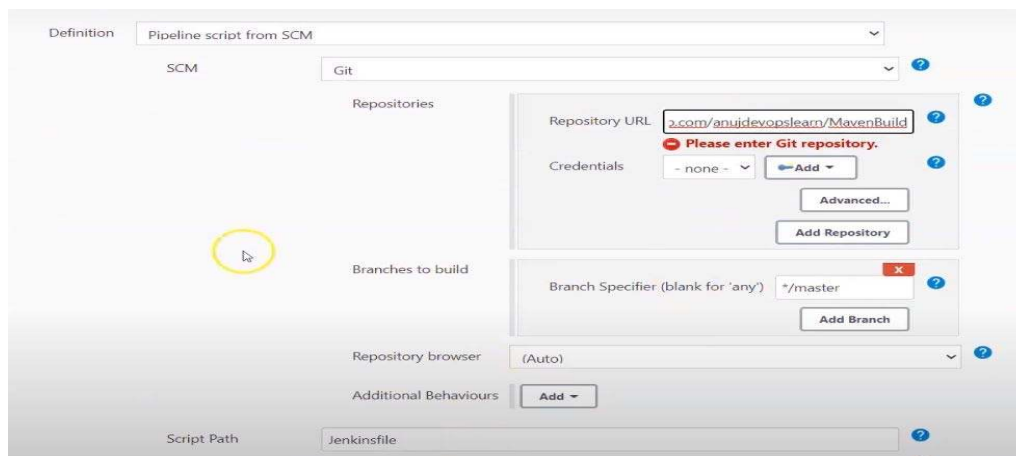 Definition Pipeline script from SCM
SCM Git
Repositories
Repository URL b.com/anujdevopslearn/MavenBuild
Please enter Git repository.
Credentials - none - Add
Advanced...
Add Repository
Branches to build
X
Branch Specifier (blank for 'any') */master
Add Branch
Repository browser (Auto)
Additional Behaviours Add
Script Path Jenkinsfile